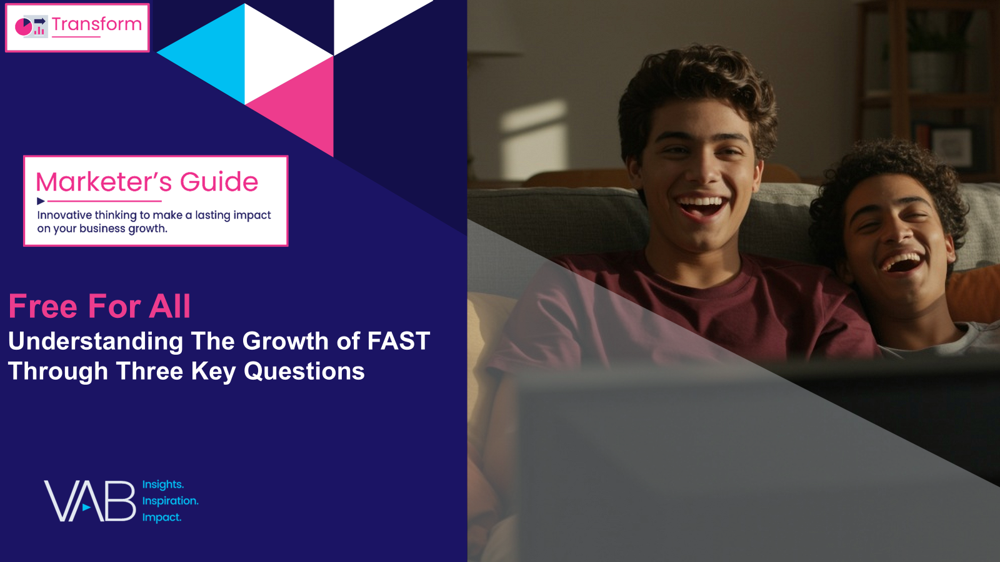 Transform
Marketer's Guide
Innovative thinking to make a lasting impact
on your business growth.
Free For All
Understanding The Growth of FAST
Through Three Key Questions
VAB
Insights.
Inspiration.
Impact.